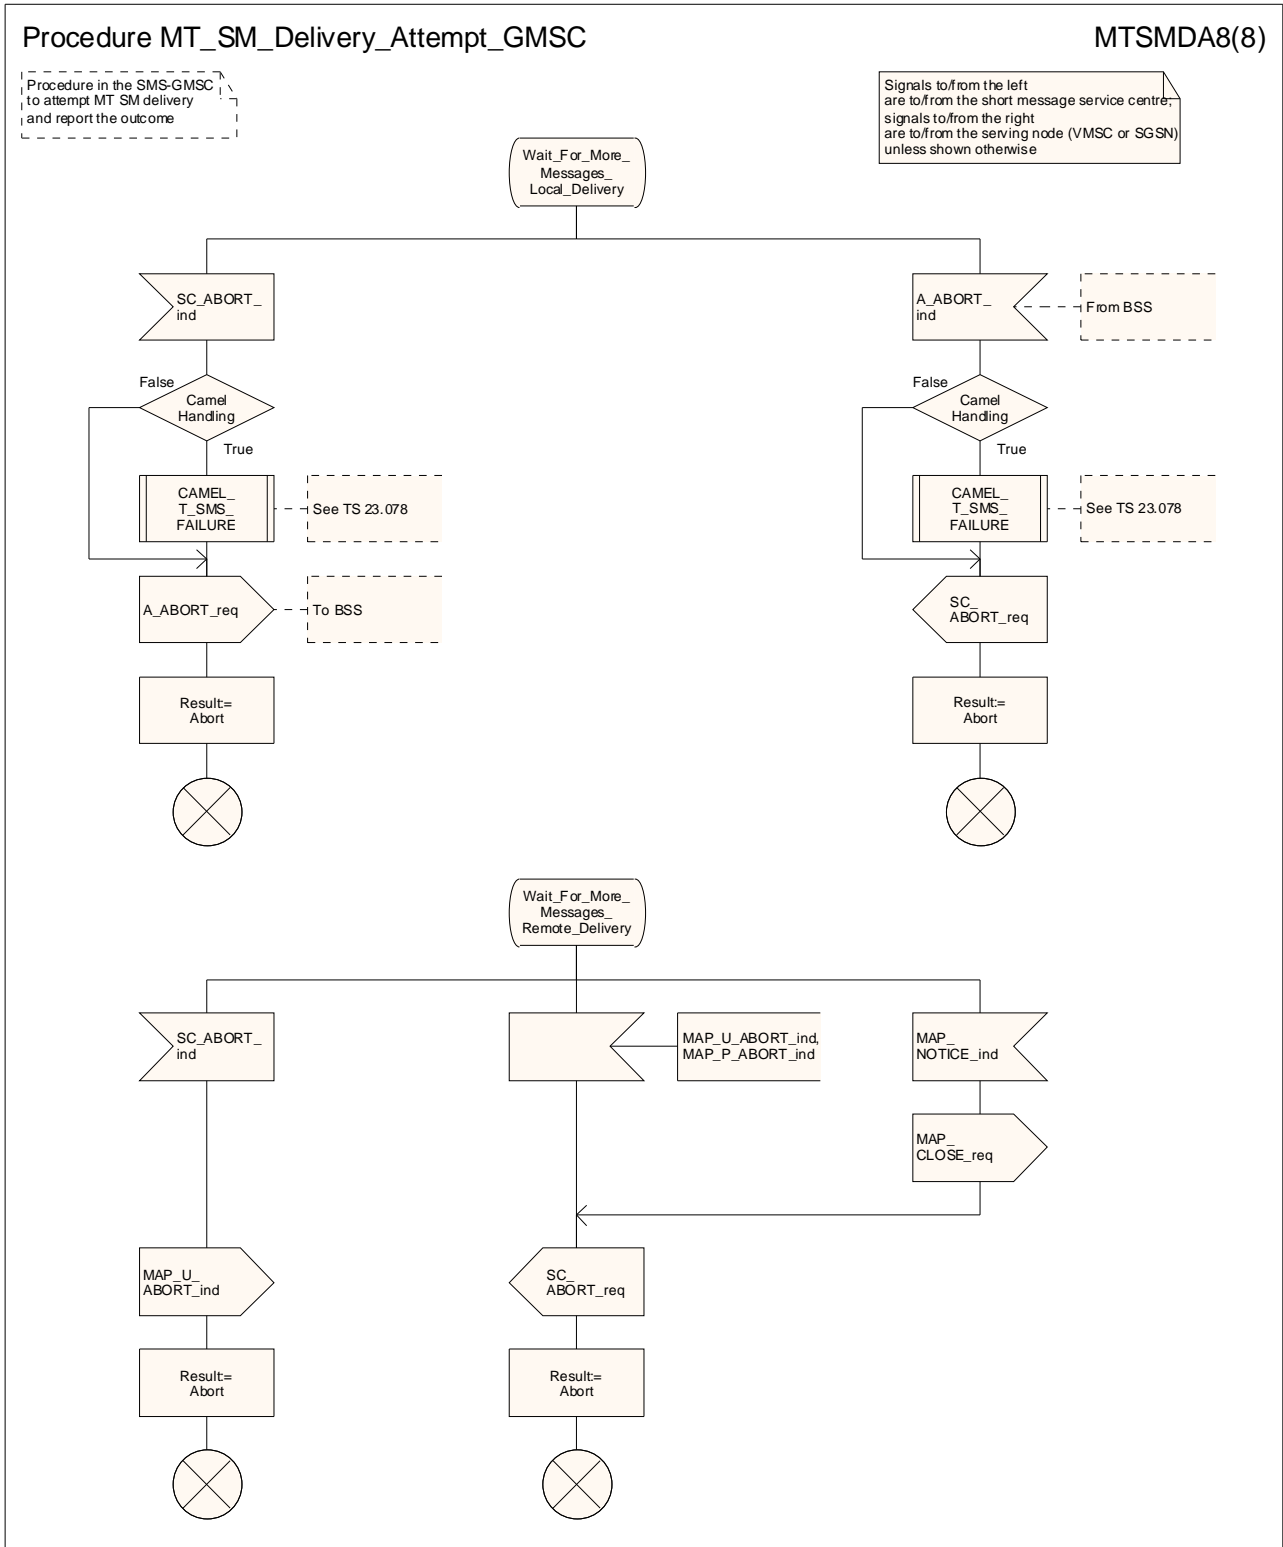 Procedure MT_SM_Delivery_Attempt_GMSC
MTSMDA8(8)
Procedure in the SMS-GMSC
to attempt MT SM delivery
and report the outcome
Signals to/from the left
are to/from the short message service centre;
signals to/from the right
are to/from the serving node (VMSC or SGSN)
unless shown otherwise
Wait_For_More_
Messages_
Local_Delivery
SC_ABORT_
ind
A_ABORT_
ind
From BSS
False
Camel
Handling
True
False
Camel
Handling
True
CAMEL_
T_SMS_
FAILURE
See TS 23.078
CAMEL_
T_SMS_
FAILURE
See TS 23.078
A_ABORT_req
To BSS
SC_
ABORT_req
Result:=
Abort
Result:=
Abort
Wait_For_More_
Messages_
Remote_Delivery
SC_ABORT_
ind
MAP_U_ABORT_ind,
MAP_P_ABORT_ind
MAP_
NOTICE_ind
MAP_
CLOSE_req
MAP_U_
ABORT_ind
SC_
ABORT_req
Result:=
Abort
Result:=
Abort